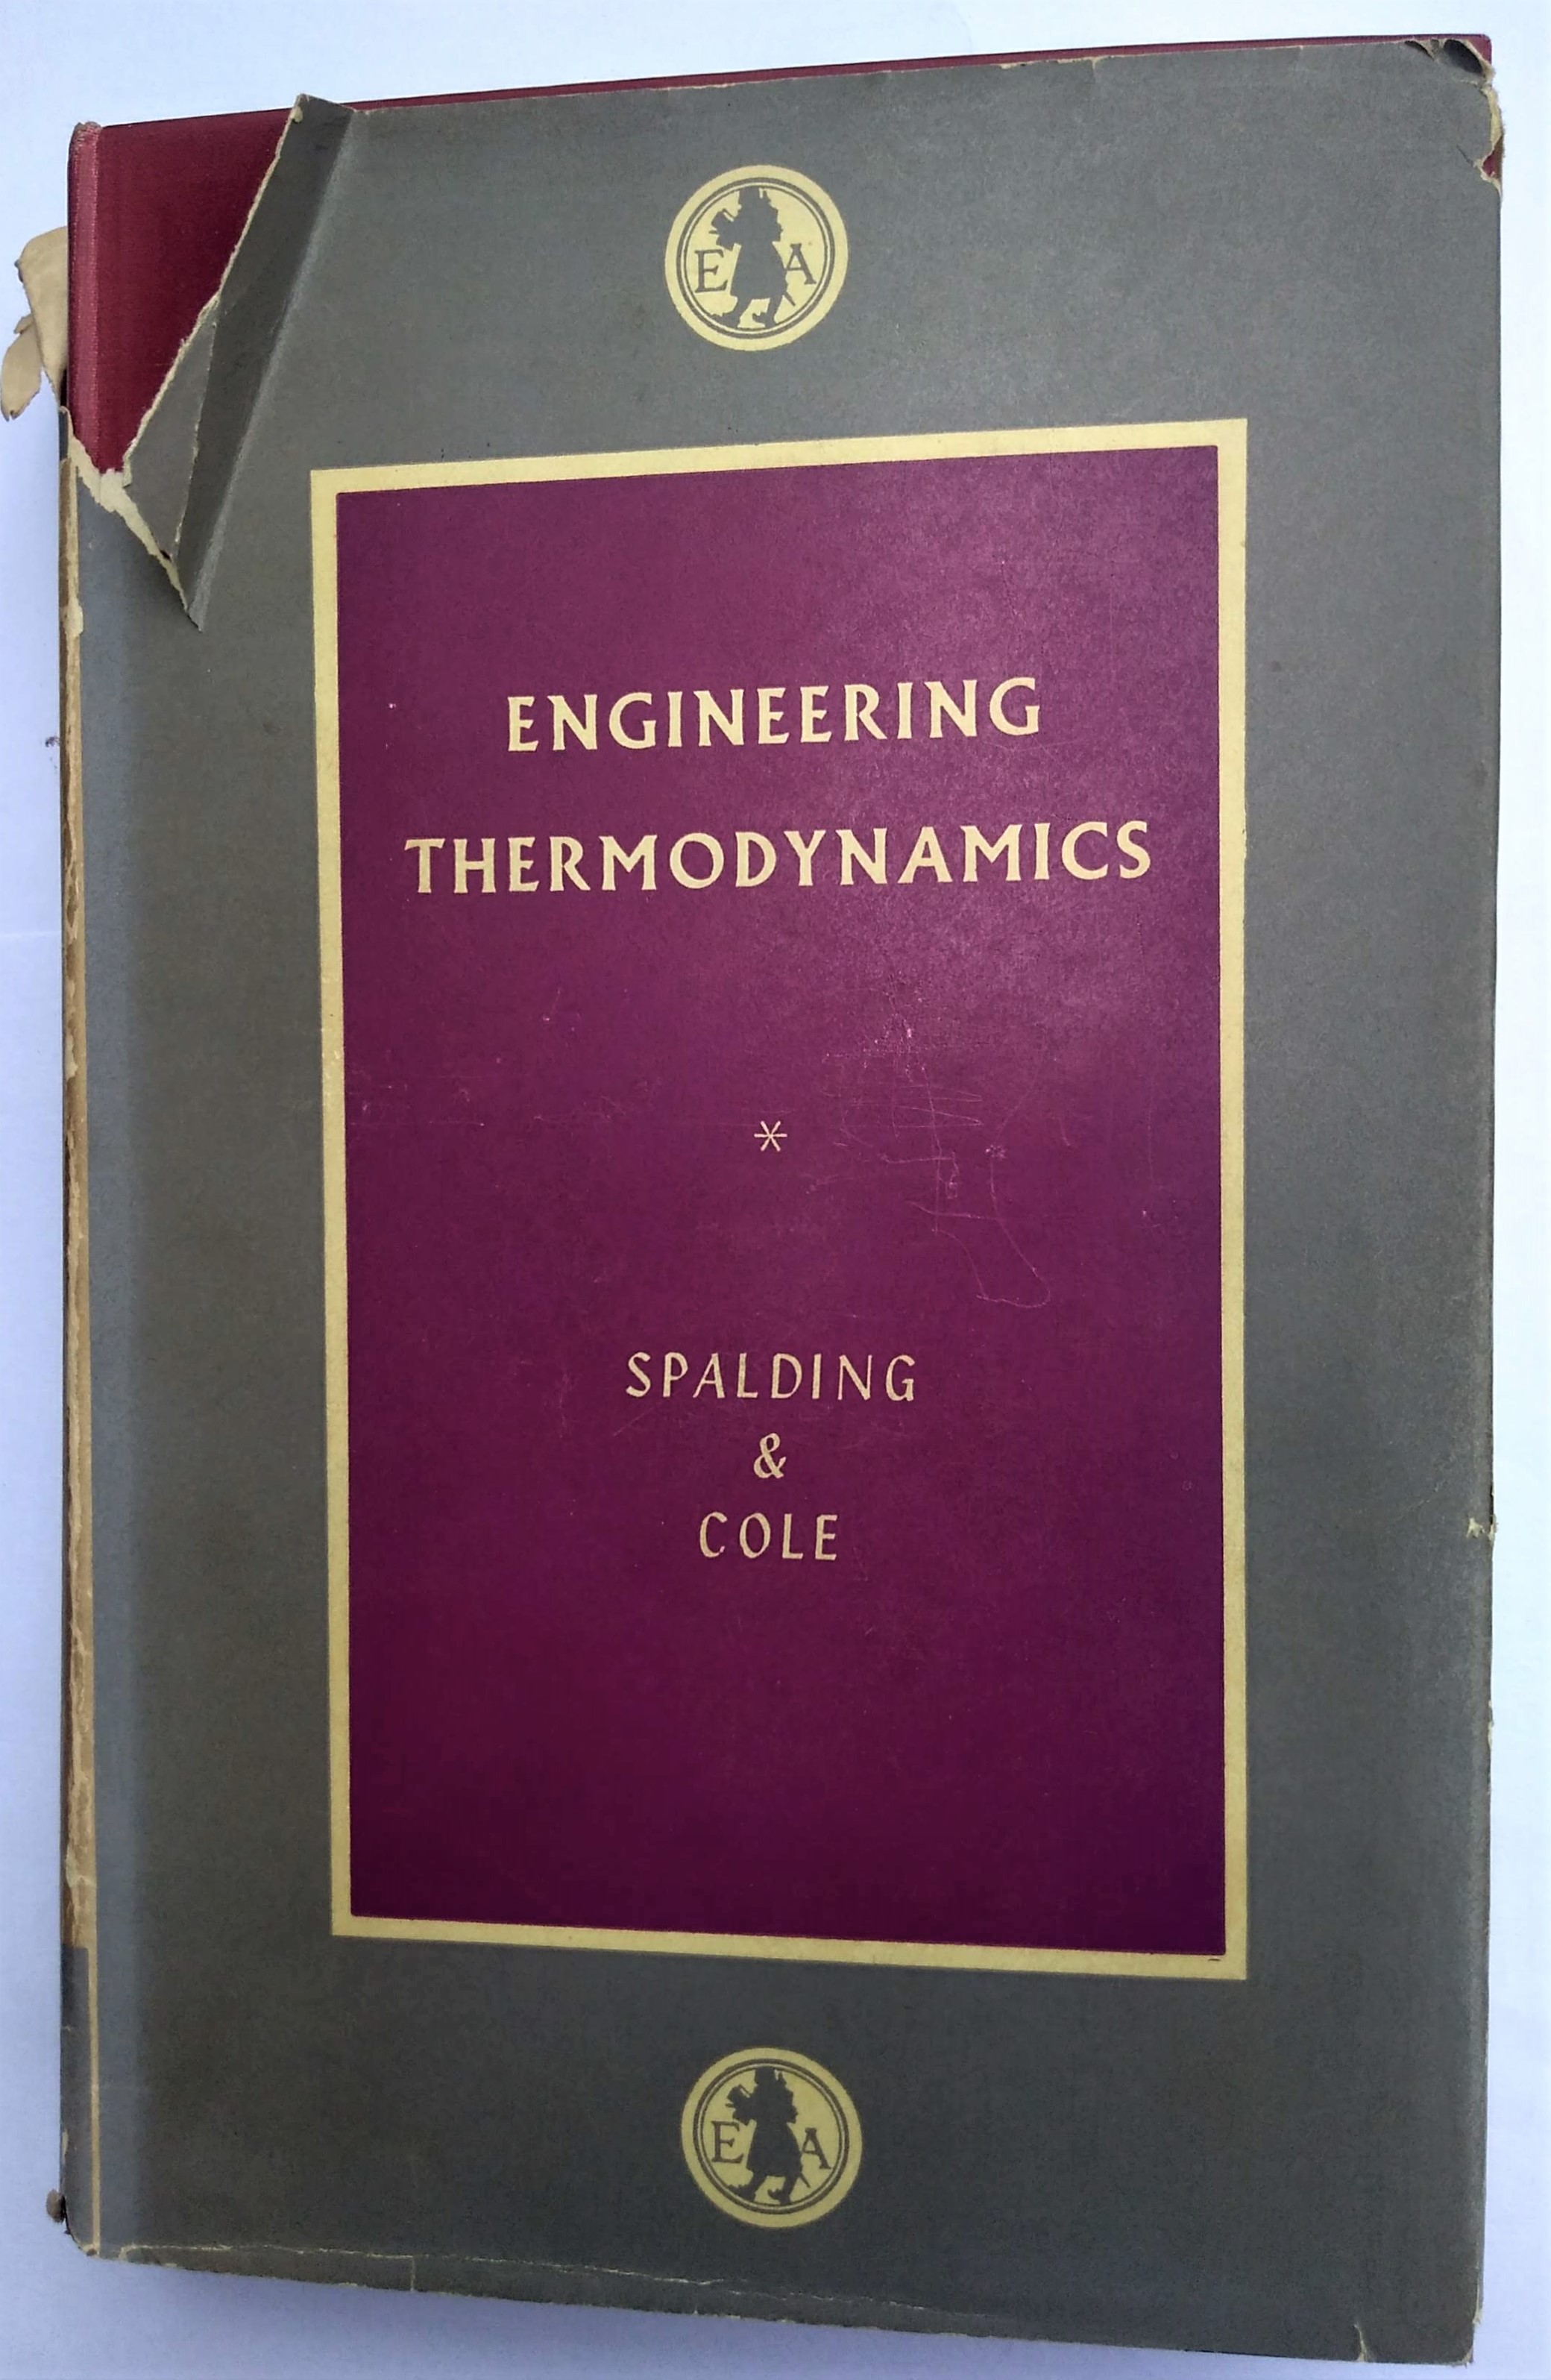 E A
ENGINEERING
THERMODYNAMICS
*
SPALDING
&
COLE
E A